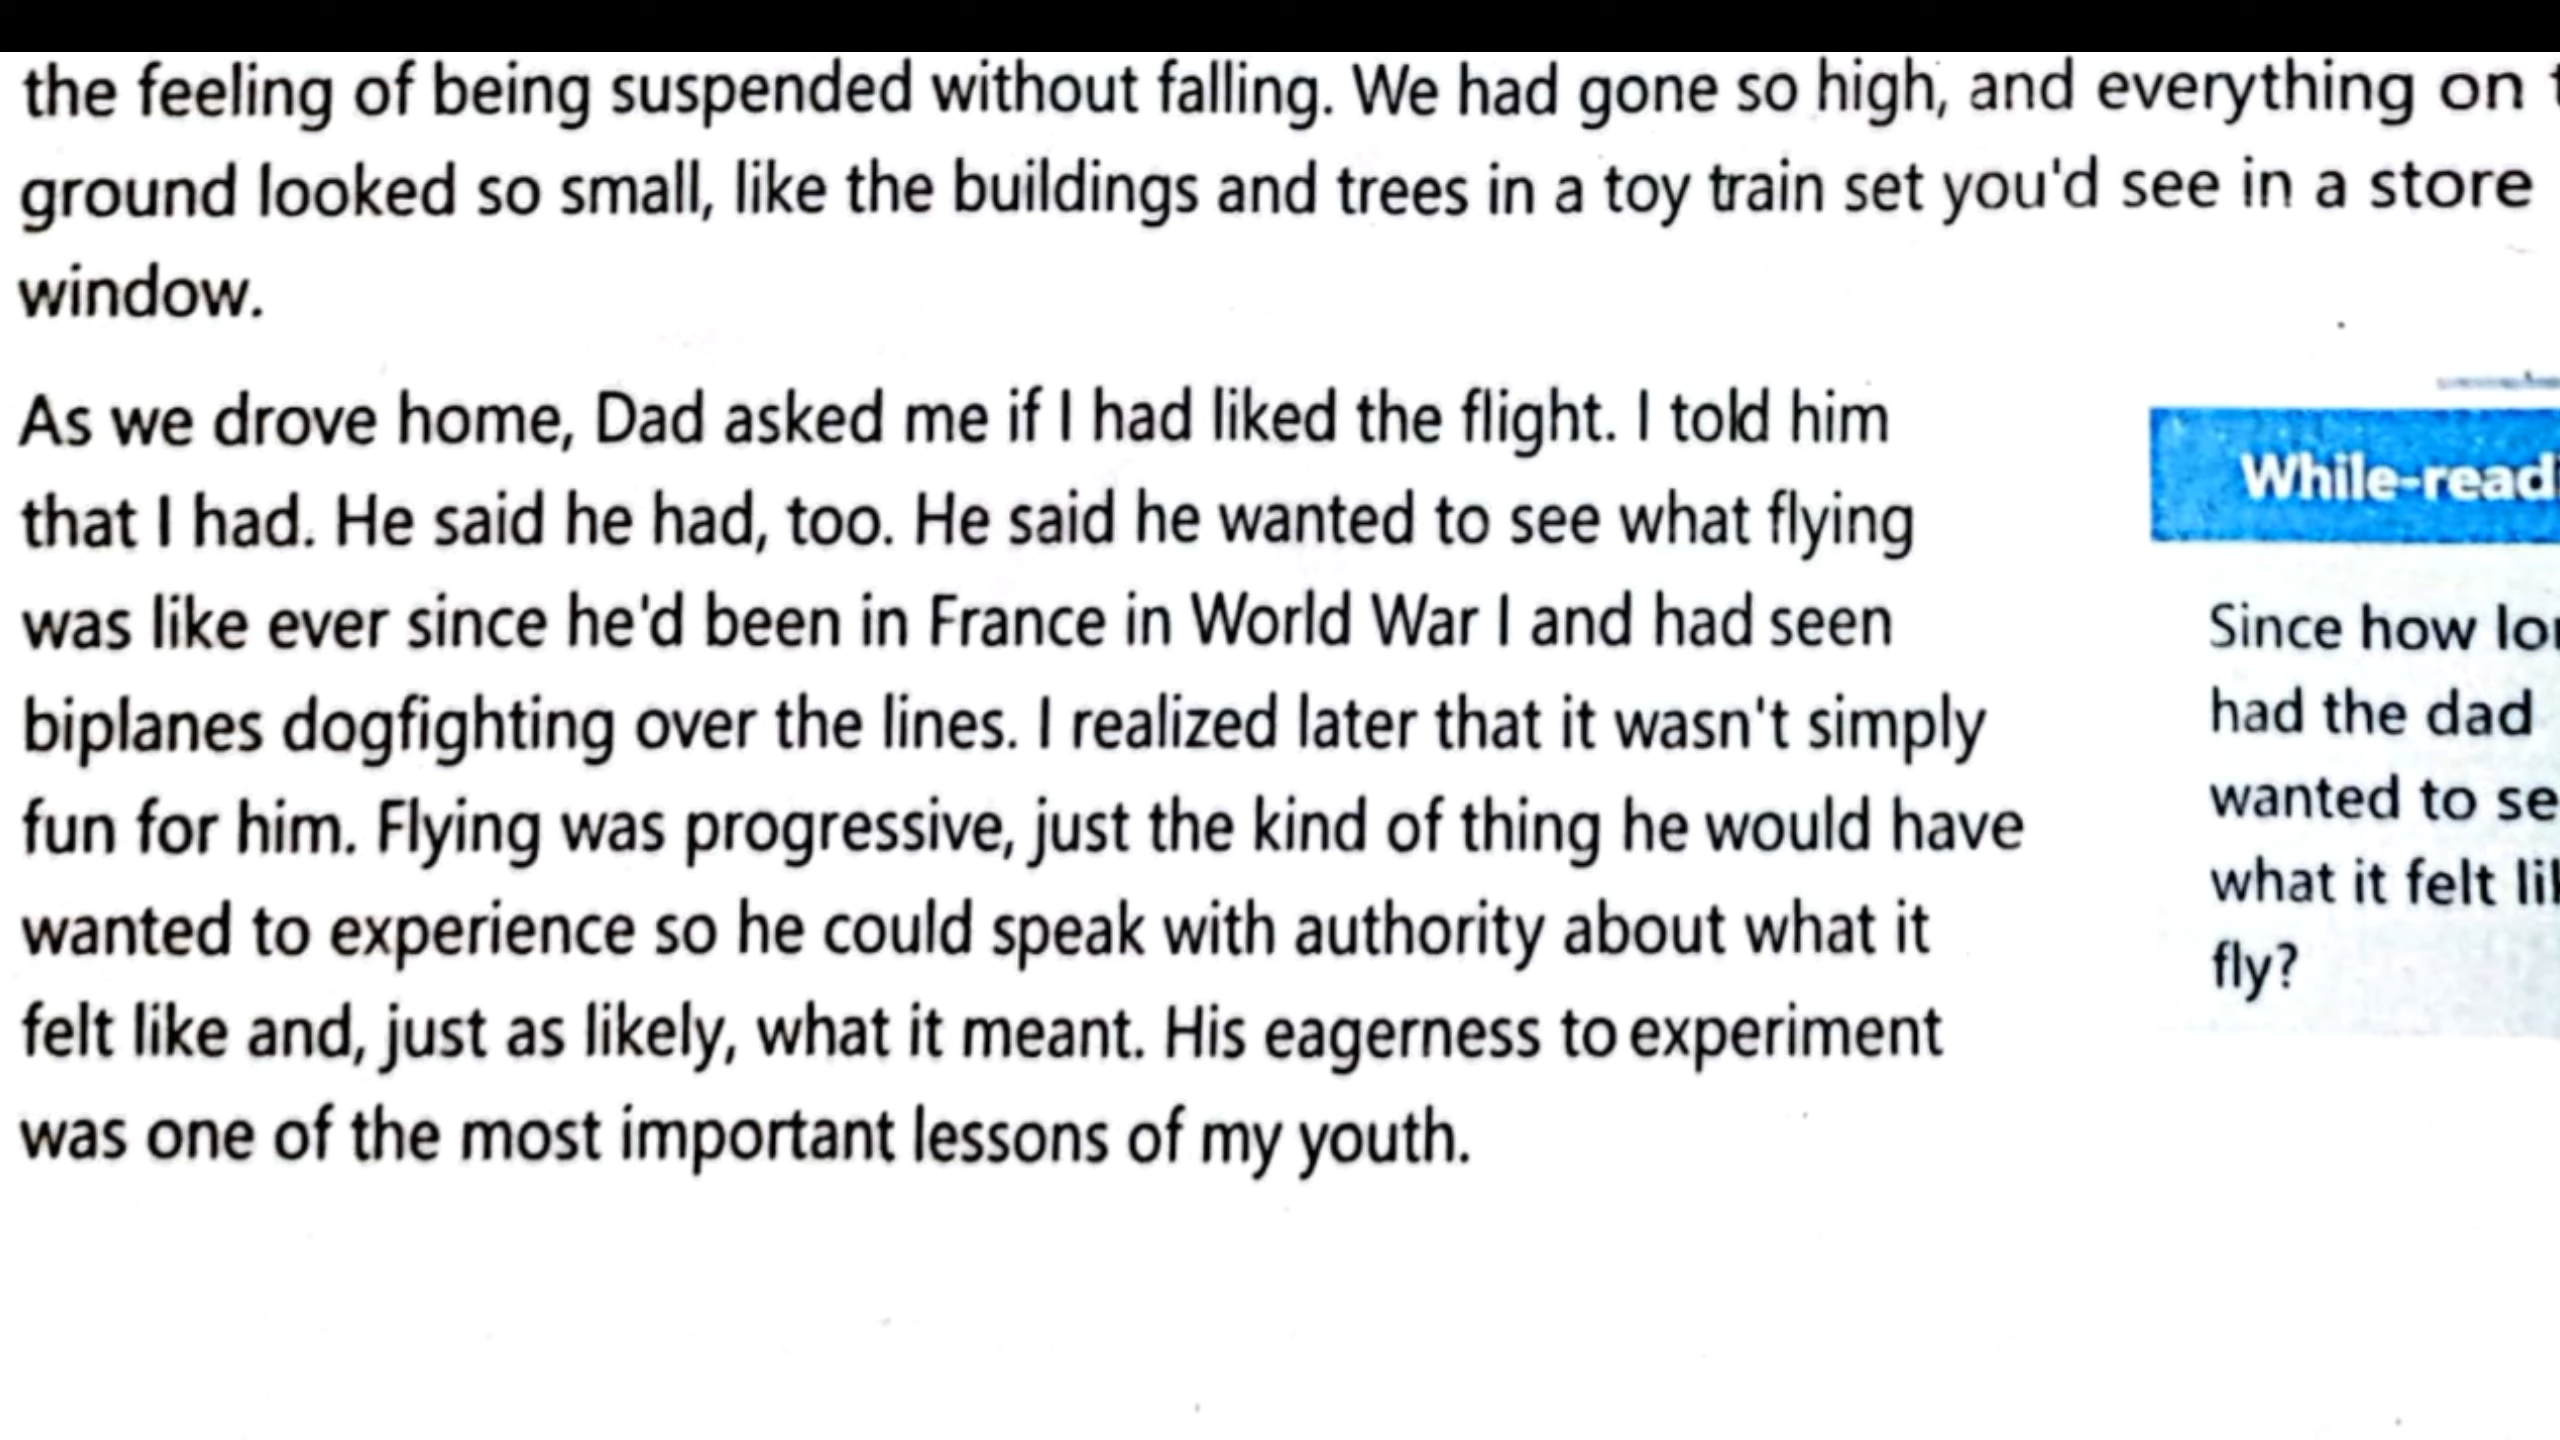 the feeling of being suspended without falling. We had gone so high, and everything on
ground looked so small, like the buildings and trees in a toy train set you'd see in a store
window.
As we drove home, Dad asked me if I had liked the flight. I told him
that I had. He said he had, too. He said he wanted to see what flying
was like ever since he'd been in France in World War I and had seen
biplanes dogfighting over the lines. I realized later that it wasn't simply
fun for him. Flying was progressive, just the kind of thing he would have
wanted to experience so he could speak with authority about what it
felt like and, just as likely, what it meant. His eagerness to experiment
was one of the most important lessons of my youth.
While-readi
Since how lon
had the dad
wanted to se
what it felt lik
fly?